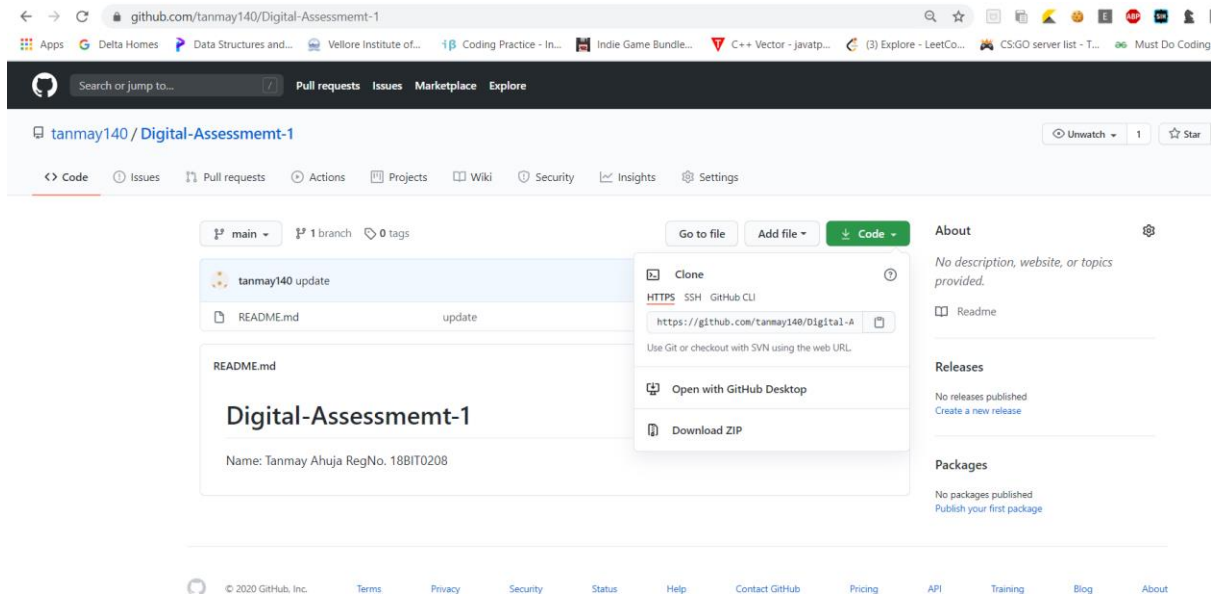 github.com/tanmay140/Digital-Assessmemt-1
Apps Delta Homes Data Structures and... Vellore Institute of... Coding Practice - In... Indie Game Bundle... C++ Vector - javatp... (3) Explore - LeetCo... CS:GO server list - T... Must Do Coding
Search or jump to... / Pull requests Issues Marketplace Explore
tanmay140 / Digital-Assessmemt-1 Unwatch 1 Star
<> Code Issues Pull requests Actions Projects Wiki Security Insights Settings
main 1 branch 0 tags Go to file Add file Code
tanmay140 update
README.md update
Clone
HTTPS SSH GitHub CLI
https://github.com/tanmay140/Digital-A
Use Git or checkout with SVN using the web URL.
Open with GitHub Desktop
Download ZIP
README.md
Digital-Assessmemt-1
Name: Tanmay Ahuja RegNo. 18BIT0208
About
No description, website, or topics
provided.
Readme
Releases
No releases published
Create a new release
Packages
No packages published
Publish your first package
© 2020 GitHub, Inc. Terms Privacy Security Status Help Contact GitHub Pricing API Training Blog About